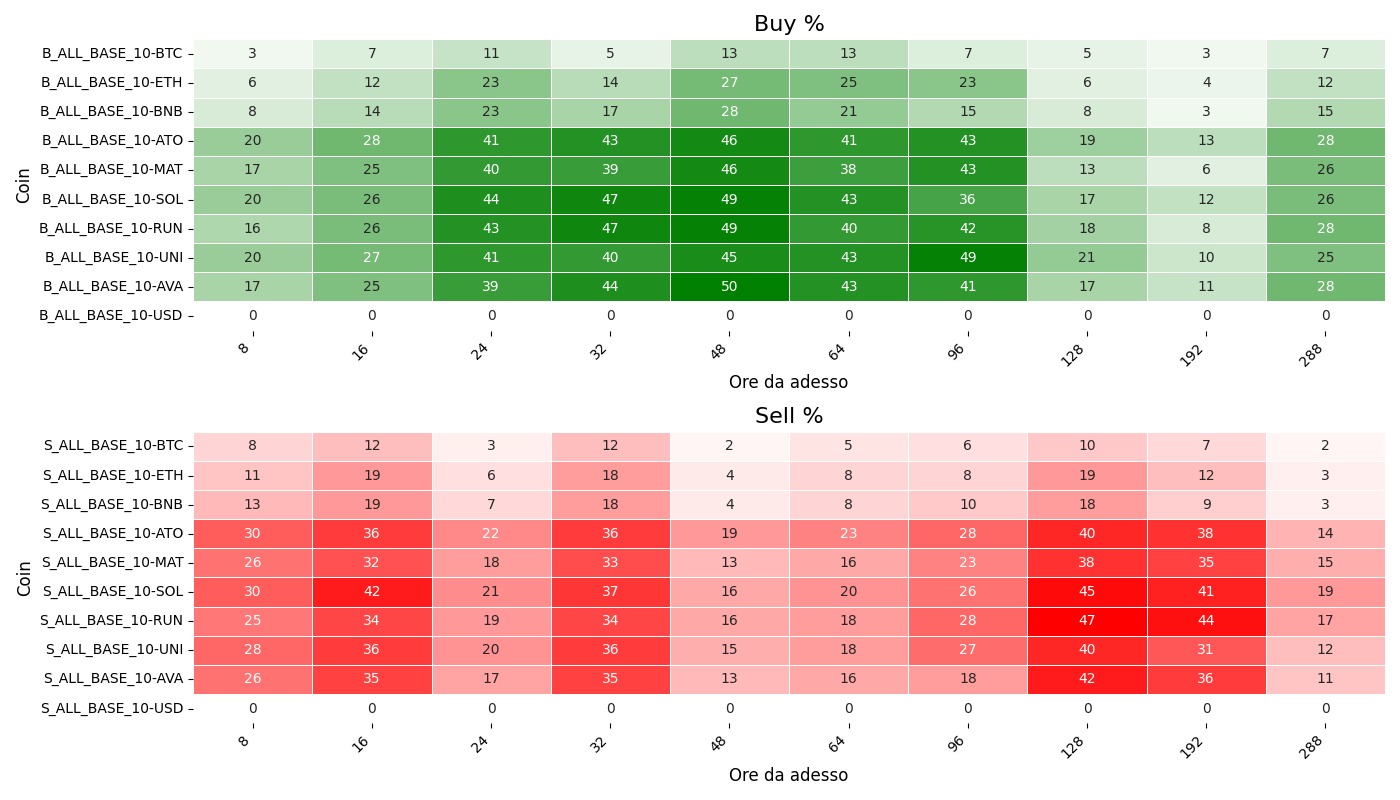 Buy %
Coin
B_ALL_BASE_10-BTC 3 7 11 5 13 13 7 5 3 7
B_ALL_BASE_10-ETH 6 12 23 14 27 25 23 6 4 12
B_ALL_BASE_10-BNB 8 14 23 17 28 21 15 8 3 15
B_ALL_BASE_10-ATO 20 28 41 43 46 41 43 19 13 28
B_ALL_BASE_10-MAT 17 25 40 39 46 38 43 13 6 26
B_ALL_BASE_10-SOL 20 26 44 47 49 43 36 17 12 26
B_ALL_BASE_10-RUN 16 26 43 47 49 40 42 18 8 28
B_ALL_BASE_10-UNI 20 27 41 40 45 43 49 21 10 25
B_ALL_BASE_10-AVA 17 25 39 44 50 43 41 17 11 28
B_ALL_BASE_10-USD 0 0 0 0 0 0 0 0 0 0
8 16 24 32 48 64 96 128 192 288
Ore da adesso
Sell %
Coin
S_ALL_BASE_10-BTC 8 12 3 12 2 5 6 10 7 2
S_ALL_BASE_10-ETH 11 19 6 18 4 8 8 19 12 3
S_ALL_BASE_10-BNB 13 19 7 18 4 8 10 18 9 3
S_ALL_BASE_10-ATO 30 36 22 36 19 23 28 40 38 14
S_ALL_BASE_10-MAT 26 32 18 33 13 16 23 38 35 15
S_ALL_BASE_10-SOL 30 42 21 37 16 20 26 45 41 19
S_ALL_BASE_10-RUN 25 34 19 34 16 18 28 47 44 17
S_ALL_BASE_10-UNI 28 36 20 36 15 18 27 40 31 12
S_ALL_BASE_10-AVA 26 35 17 35 13 16 18 42 36 11
S_ALL_BASE_10-USD 0 0 0 0 0 0 0 0 0 0
8 16 24 32 48 64 96 128 192 288
Ore da adesso